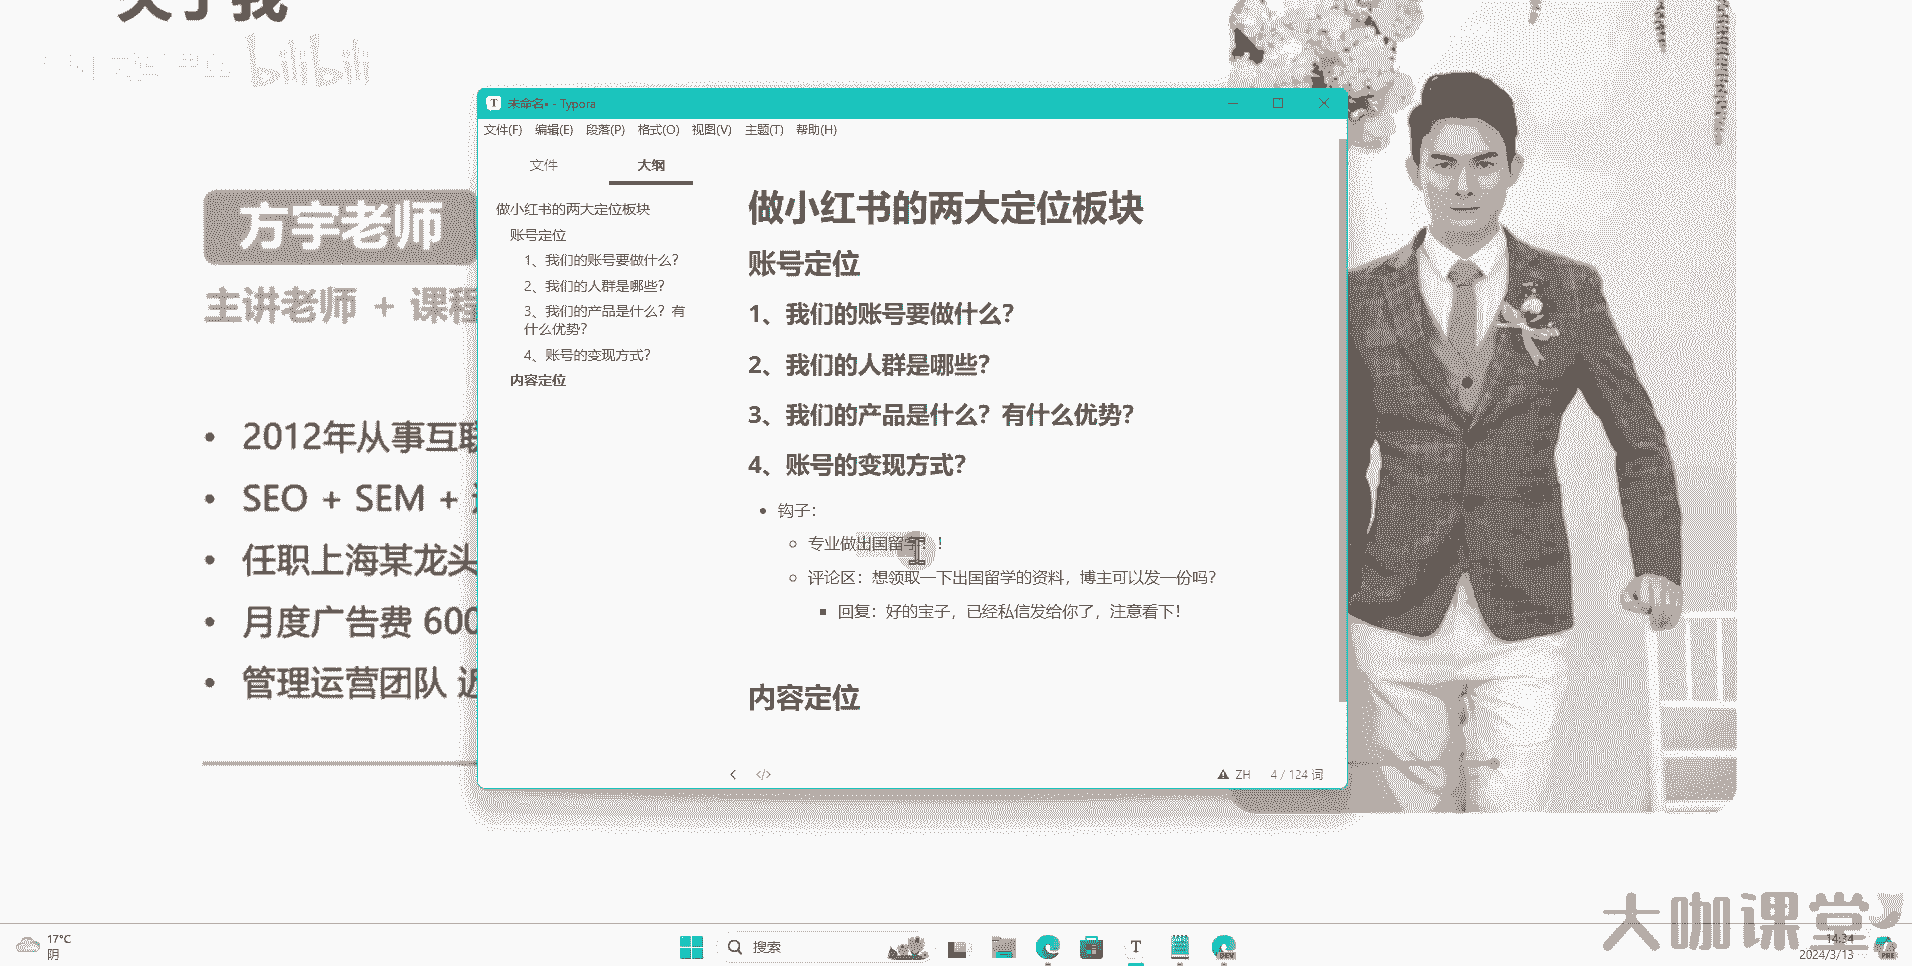 关于我
bilibili
未命名• - Typora
文件(F) 编辑(E) 段落(P) 格式(O) 视图(V) 主题(T) 帮助(H)
文件 大纲
做小红书的两大定位板块
账号定位
1、我们的账号要做什么？
2、我们的人群是哪些？
3、我们的产品是什么？有
什么优势？
4、账号的变现方式？
内容定位
做小红书的两大定位板块
账号定位
1、我们的账号要做什么？
2、我们的人群是哪些？
3、我们的产品是什么？有什么优势？
4、账号的变现方式？
钩子：
专业做出国留学！！
评论区：想领取一下出国留学的资料，博主可以发一份吗？
回复：好的宝子，已经私信发给你了，注意看下！
内容定位
ZH 4 / 124 词
方宇老师
主讲老师 + 课程
2012年从事互联
SEO + SEM +
任职上海某龙头
月度广告费 600
管理运营团队 近
大咖课堂
17°C
阴
搜索
T
DEV
14:34
2024/3/13
PRE